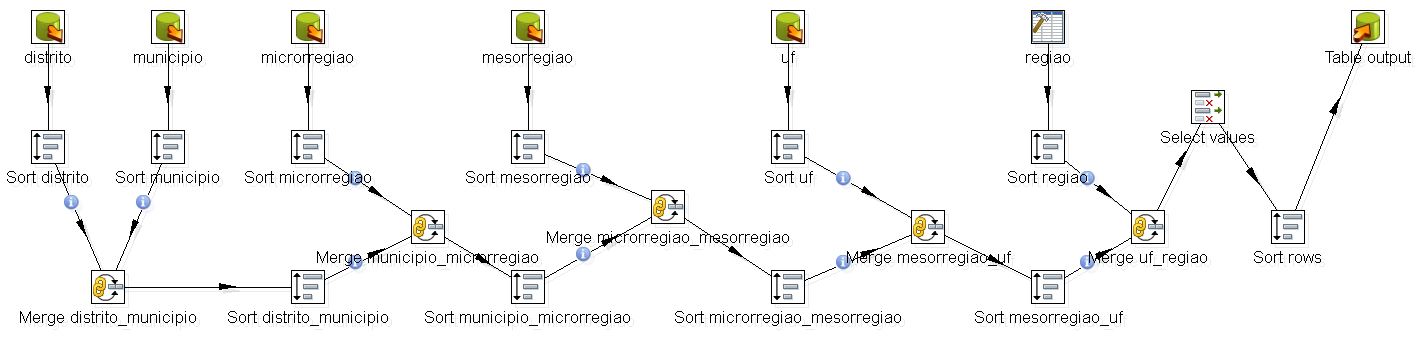 distrito
municipio
microrregiao
mesorregiao
uf
regiao
Table output
Select values
Sort distrito
Sort municipio
Sort microrregiao
Sort mesorregiao
Sort uf
Sort regiao
Merge municipio_microrregiao
Merge microrregiao_mesorregiao
Merge mesorregiao_uf
Merge uf_regiao
Sort rows
Merge distrito_municipio
Sort distrito_municipio
Sort municipio_microrregiao
Sort microrregiao_mesorregiao
Sort mesorregiao_uf